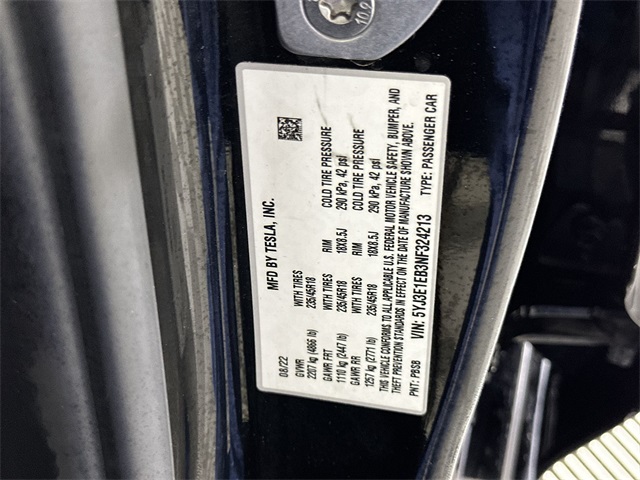 10.9
MFD BY TESLA, INC.
08/22
GVWR WITH TIRES RIM COLD TIRE PRESSURE
2207 kg (4866 lb) 235/45R18 18X8.5J 290 kPa, 42 psi
GAWR FRT WITH TIRES RIM COLD TIRE PRESSURE
1110 kg (2447 lb) 235/45R18 18X8.5J 290 kPa, 42 psi
GAWR RR WITH TIRES
1257 kg (2771 lb) 235/45R18
THIS VEHICLE CONFORMS TO ALL APPLICABLE U.S. FEDERAL MOTOR VEHICLE SAFETY, BUMPER, AND
THEFT PREVENTION STANDARDS IN EFFECT ON THE DATE OF MANUFACTURE SHOWN ABOVE.
VIN: 5YJ3E1EB3NF324213
PNT: PBSB TYPE: PASSENGER CAR